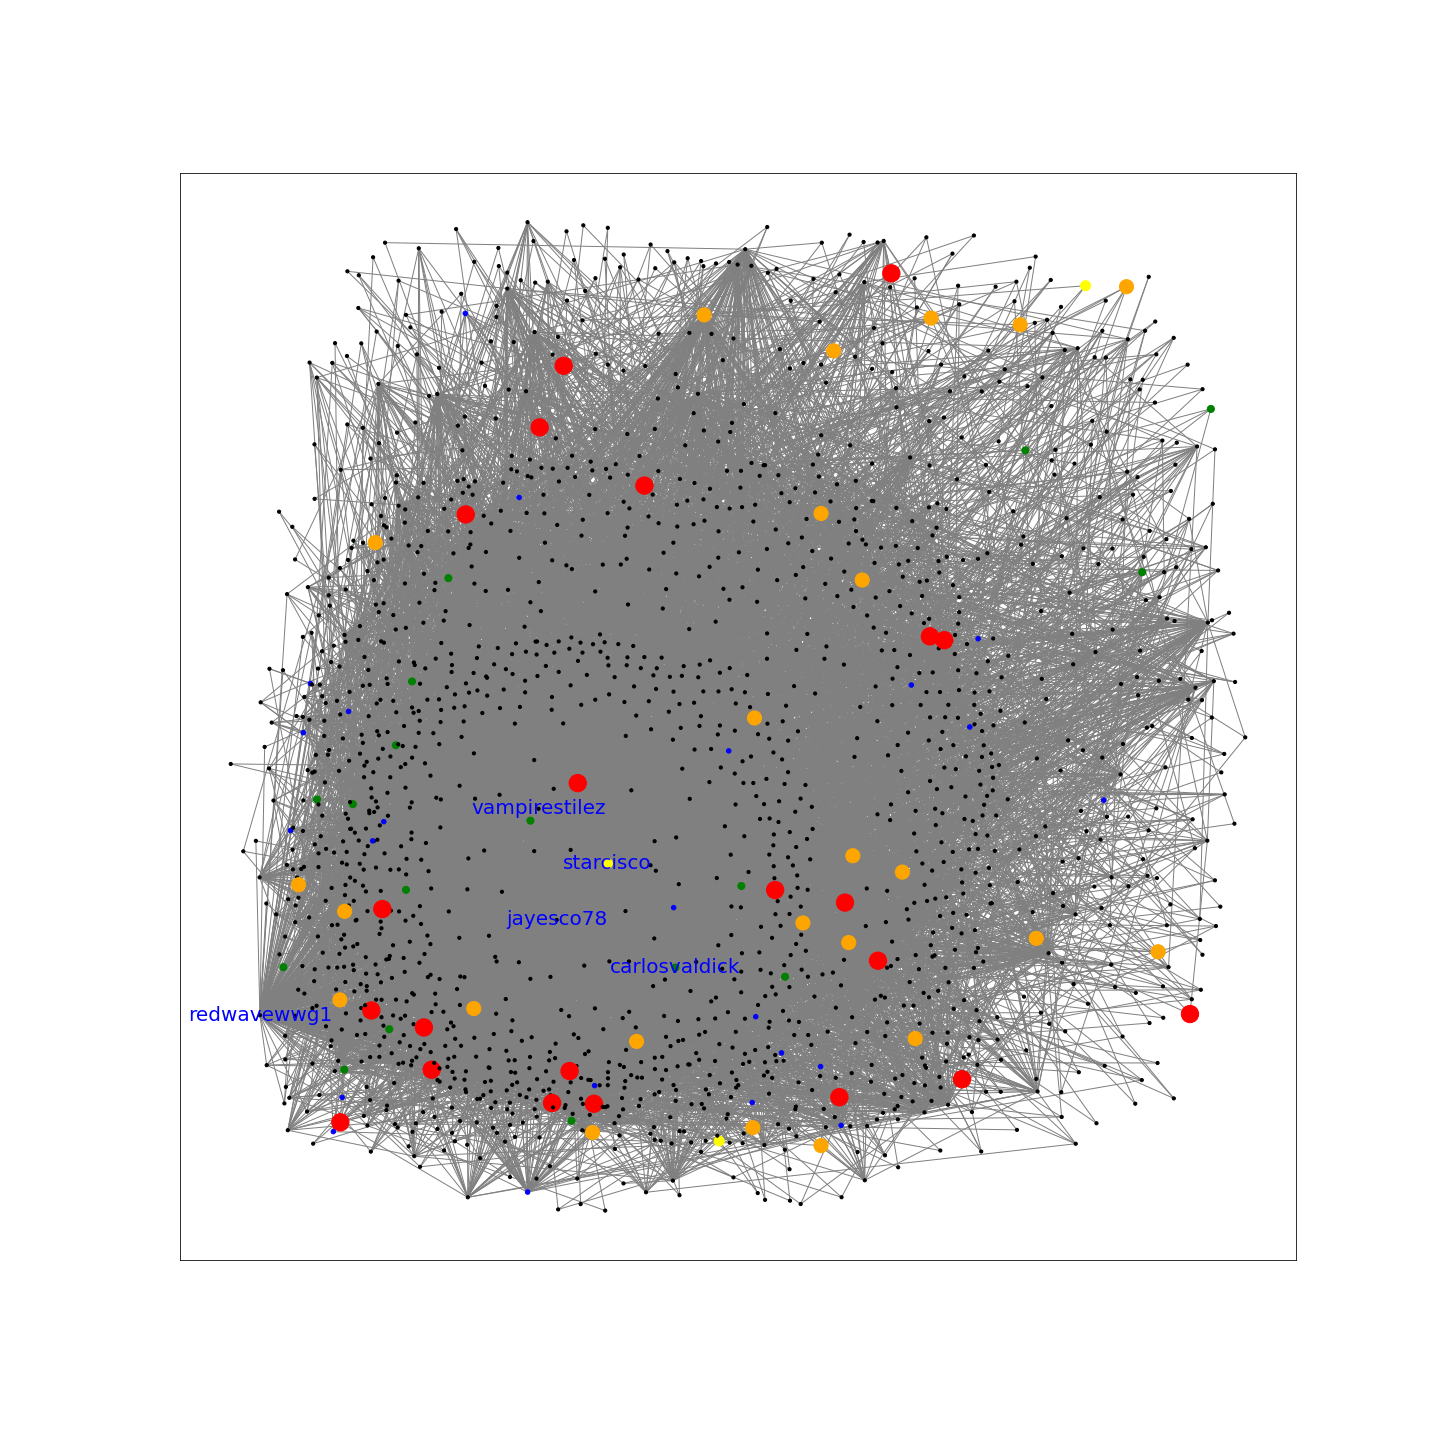 vampirestilez
starcisco
jayesco78
carlosvaldick
redwavewwg1